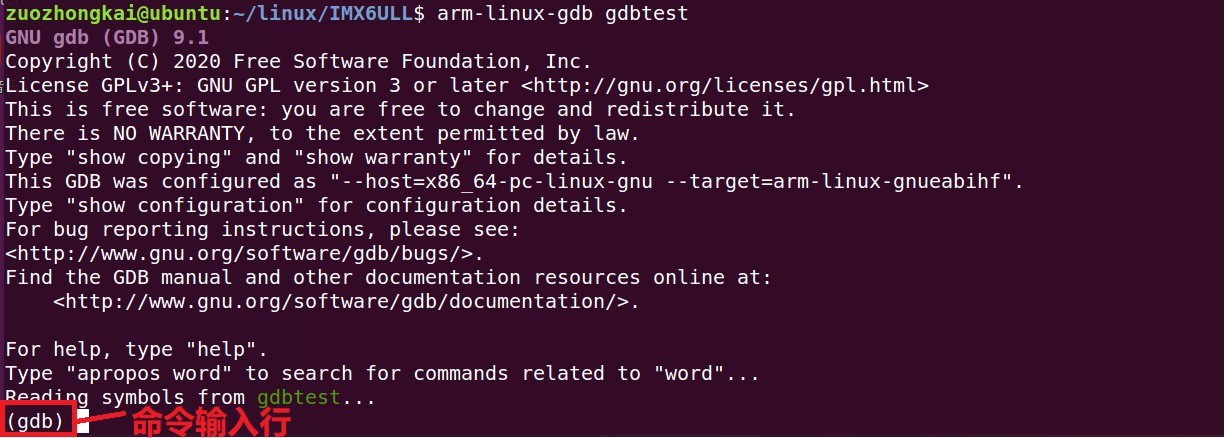 zuozhongkai@ubuntu:~/linux/IMX6ULL$ arm-linux-gdb gdbtest
GNU gdb (GDB) 9.1
Copyright (C) 2020 Free Software Foundation, Inc.
License GPLv3+: GNU GPL version 3 or later <http://gnu.org/licenses/gpl.html>
This is free software: you are free to change and redistribute it.
There is NO WARRANTY, to the extent permitted by law.
Type "show copying" and "show warranty" for details.
This GDB was configured as "--host=x86_64-pc-linux-gnu --target=arm-linux-gnueabihf".
Type "show configuration" for configuration details.
For bug reporting instructions, please see:
<http://www.gnu.org/software/gdb/bugs/>.
Find the GDB manual and other documentation resources online at:
    <http://www.gnu.org/software/gdb/documentation/>.

For help, type "help".
Type "apropos word" to search for commands related to "word"...
Reading symbols from gdbtest...
(gdb) 命令输入行